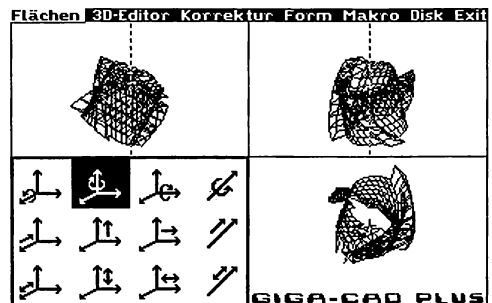 Flächen 3D-Editor Korrektur Form Makro Disk Exit
GIGA-CAD PLUS